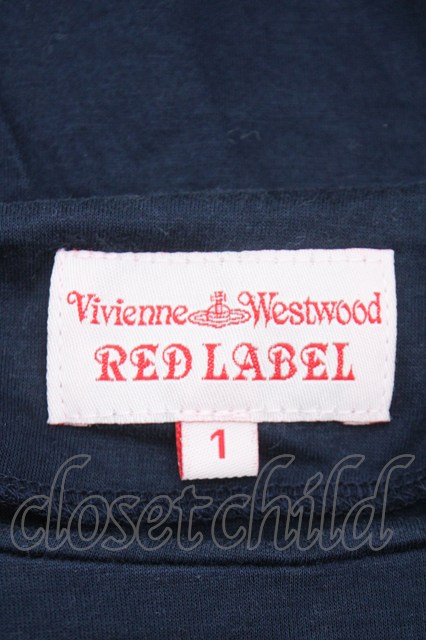 Vivienne Westwood
RED LABEL
1
closetchild